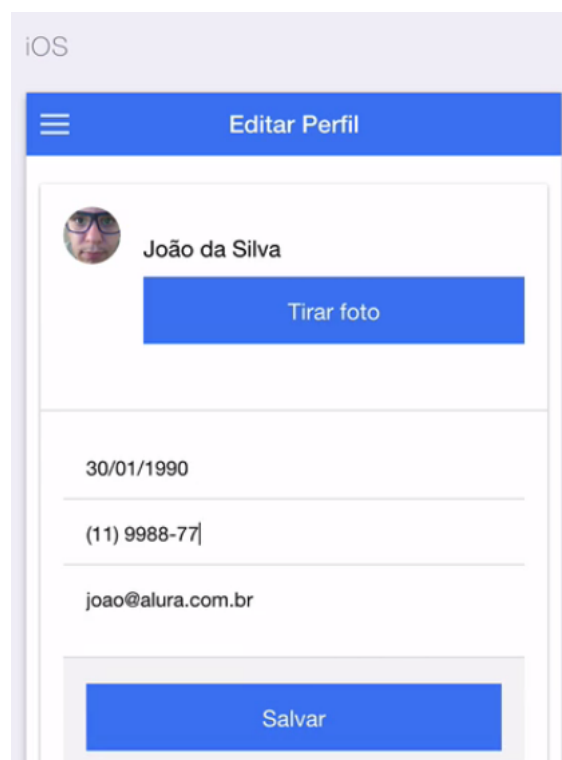 iOS
Editar Perfil
João da Silva
Tirar foto
30/01/1990
(11) 9988-77
joao@alura.com.br
Salvar